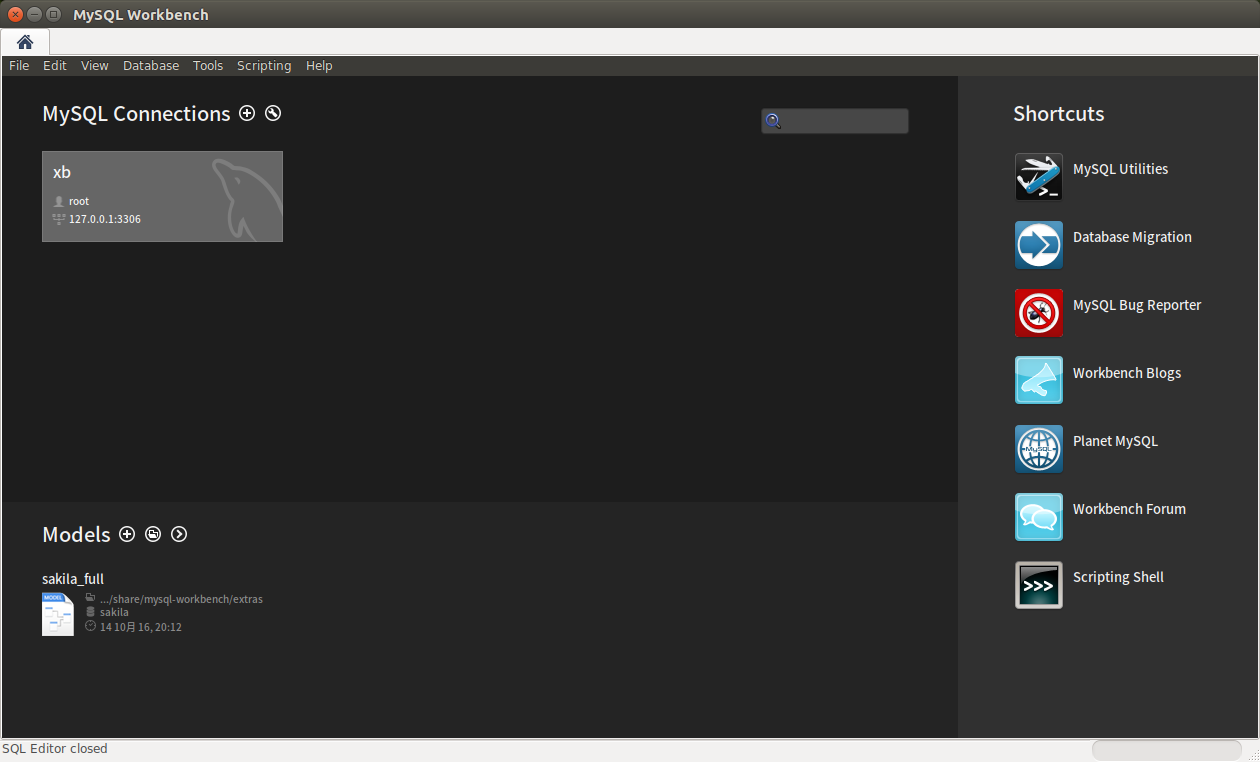 MySQL Workbench
File Edit View Database Tools Scripting Help
MySQL Connections
xb
root
127.0.0.1:3306
Shortcuts
MySQL Utilities
Database Migration
MySQL Bug Reporter
Workbench Blogs
MySQL
Planet MySQL
Workbench Forum
>>>
Scripting Shell
Models
sakila_full
MODEL
.../share/mysql-workbench/extras
sakila
14 10月 16, 20:12
SQL Editor closed